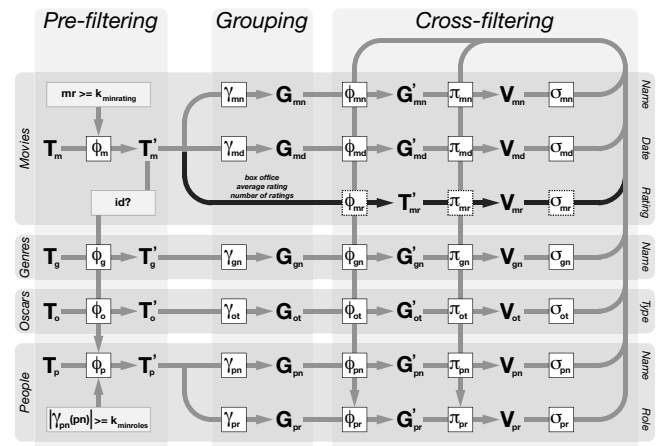 Pre-filtering Grouping Cross-filtering
mr >= k_minrating
γ_mn G_mn ϕ_mn G'_mn π_mn V_mn σ_mn Name
Movies T_m ϕ_m T'_m γ_md G_md ϕ_md G'_md π_md V_md σ_md Date
box office
average rating
number of ratings
id? ϕ_mr T'_mr π_mr V_mr σ_mr Rating
Genres T_g ϕ_g T'_g γ_gn G_gn ϕ_gn G'_gn π_gn V_gn σ_gn Name
Oscars T_o ϕ_o T'_o γ_ot G_ot ϕ_ot G'_ot π_ot V_ot σ_ot Type
People T_p ϕ_p T'_p γ_pn G_pn ϕ_pn G'_pn π_pn V_pn σ_pn Name
|γ_pn(pn)| >= k_minroles γ_pr G_pr ϕ_pr G'_pr π_pr V_pr σ_pr Role